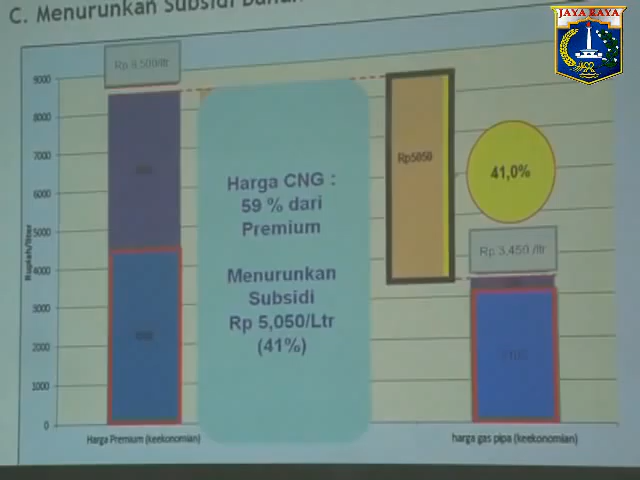 C. Menurunkan Subsidi Bahan
JAYA RAYA
Rp 8,500/ltr
9000
8000
7000
6000
5000
4000
3000
2000
1000
0
Rupiah/liter
Harga CNG :
59 % dari
Premium
Menurunkan
Subsidi
Rp 5,050/Ltr
(41%)
Rp5050
41,0%
Rp 3,450 /ltr
Harga Premium (keekonomian)
harga gas pipa (keekonomian)